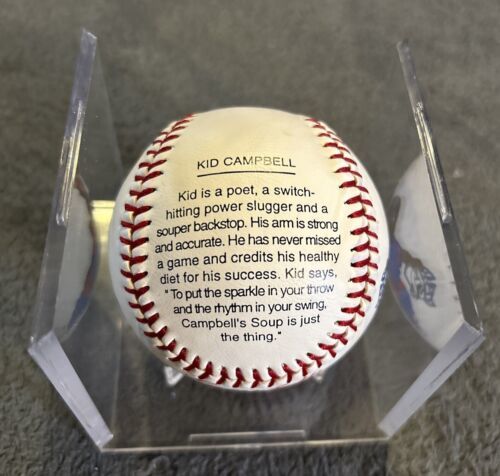 KID CAMPBELL
Kid is a poet, a switch-
hitting power slugger and a
souper backstop. His arm is strong
and accurate. He has never missed
a game and credits his healthy
diet for his success. Kid says,
"To put the sparkle in your throw
and the rhythm in your swing,
Campbell's Soup is just
the thing."